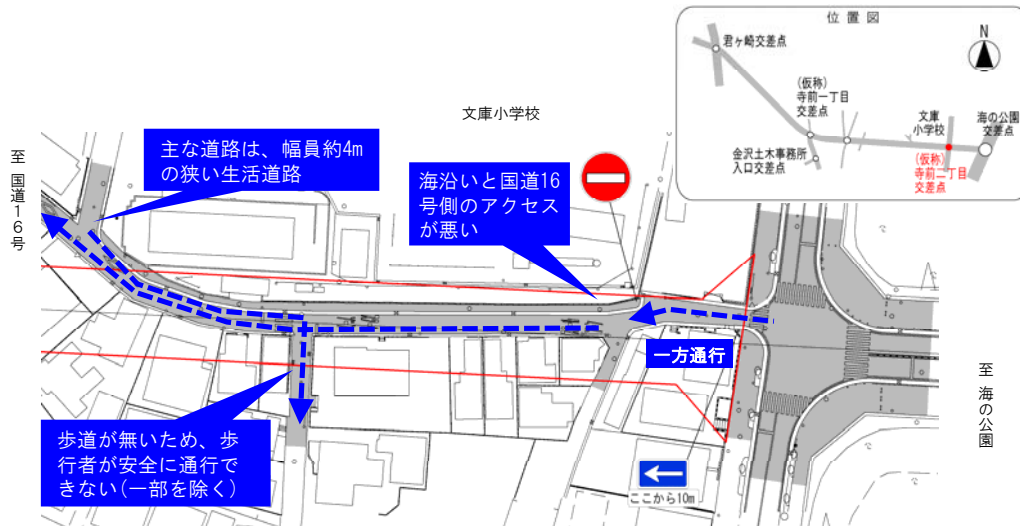 位置図
N
君ヶ崎交差点
(仮称)
寺前一丁目
交差点
文庫
小学校
海の公園
交差点
金沢土木事務所
入口交差点
(仮称)
寺前二丁目
交差点
文庫小学校
至 国道16号
主な道路は、幅員約4m
の狭い生活道路
海沿いと国道16
号側のアクセス
が悪い
一方通行
至 海の公園
歩道が無いため、歩
行者が安全に通行で
きない(一部を除く)
ここから10m